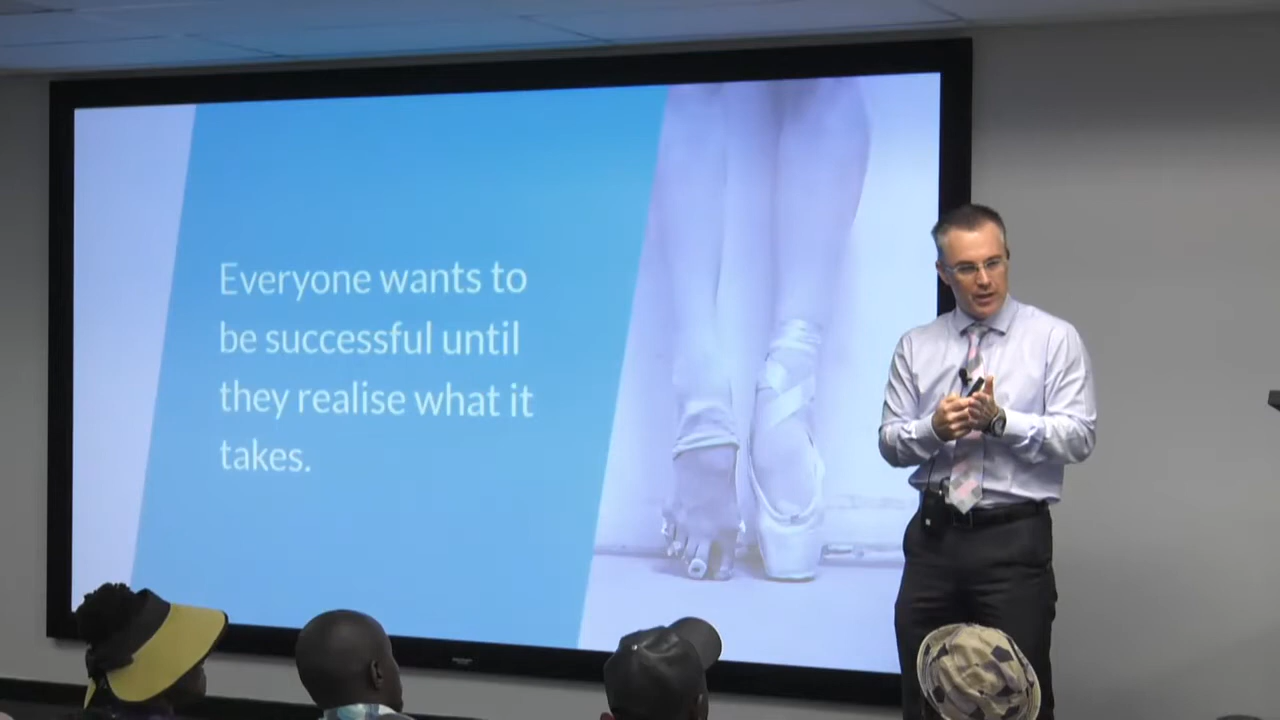 Everyone wants to
be successful until
they realise what it
takes.